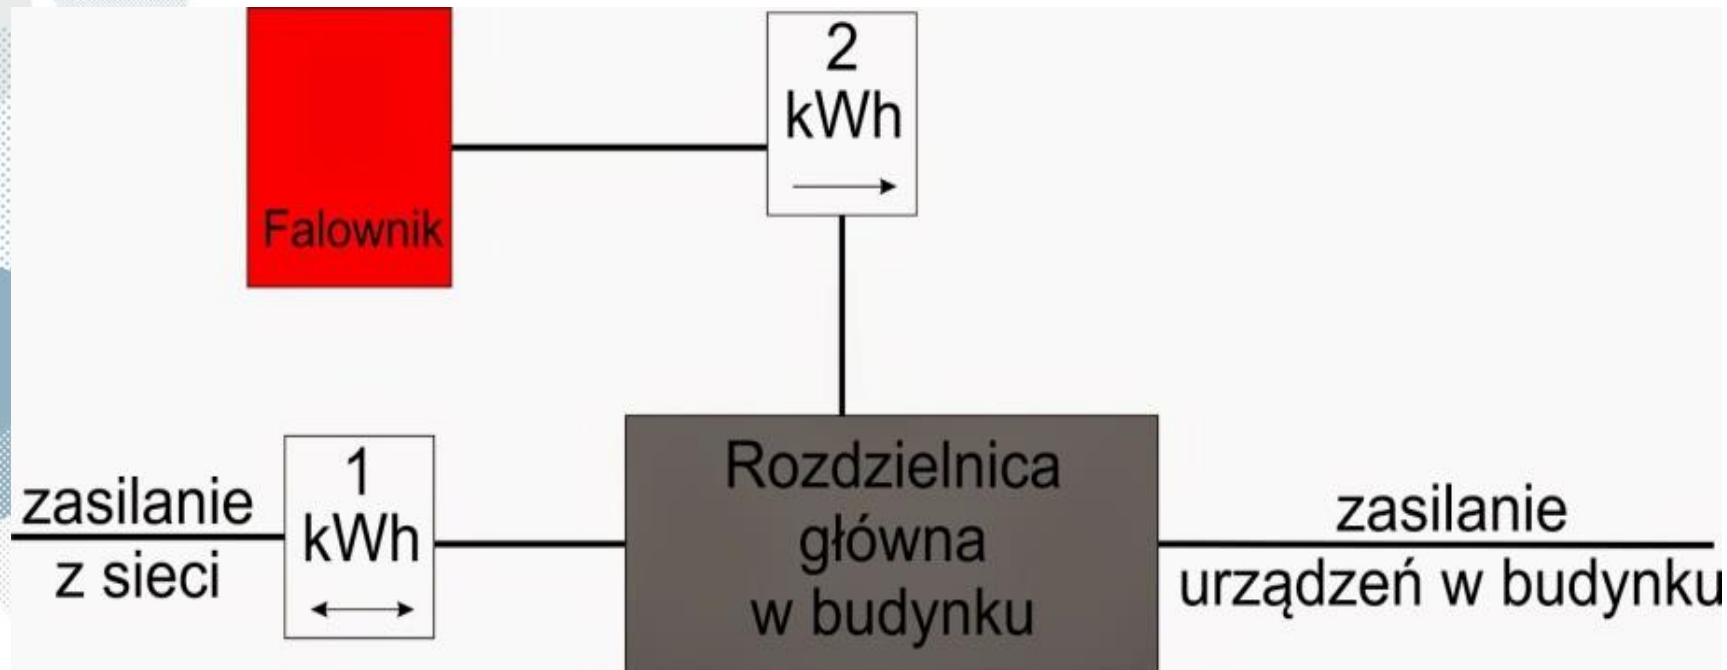 2
kWh
Falownik
zasilanie
z sieci
1
kWh
Rozdzielnica
główna
w budynku
zasilanie
urządzeń w budynku